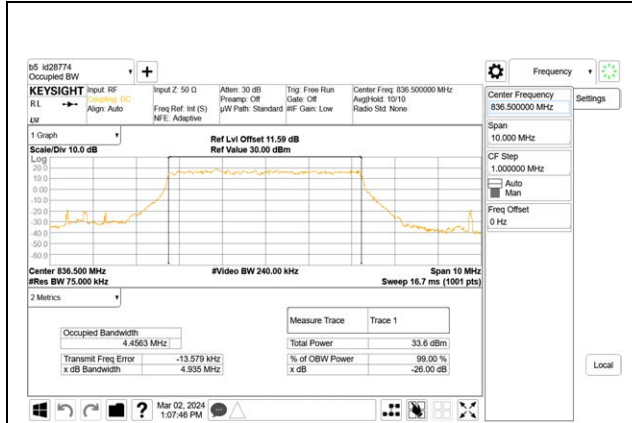 b5 id28774
Occupied BW
Frequency
KEYSIGHT
RL
Input: RF
Coupling: DC
Align: Auto
Input Z: 50 Ω
Freq Ref: Int (S)
NFE: Adaptive
Atten: 30 dB
Preamp: Off
µW Path: Standard
Trig: Free Run
Gate: Off
#IF Gain: Low
Center Freq: 836.500000 MHz
Avg|Hold: 10/10
Radio Std: None
Center Frequency
836.500000 MHz
Settings
Span
10.000 MHz
CF Step
1.000000 MHz
Auto
Man
Freq Offset
0 Hz
1 Graph
Scale/Div 10.0 dB
Ref Lvl Offset 11.59 dB
Ref Value 30.00 dBm
Log
20.0
10.0
0.00
-10.0
-20.0
-30.0
-40.0
-50.0
-60.0
Center 836.500 MHz
#Video BW 240.00 kHz
Span 10 MHz
#Res BW 75.000 kHz
Sweep 16.7 ms (1001 pts)
2 Metrics
Measure Trace Trace 1
Occupied Bandwidth
4.4563 MHz
Total Power 33.6 dBm
Transmit Freq Error -13.579 kHz
% of OBW Power 99.00 %
x dB Bandwidth 4.935 MHz
x dB -26.00 dB
Local
?
Mar 02, 2024
1:07:46 PM